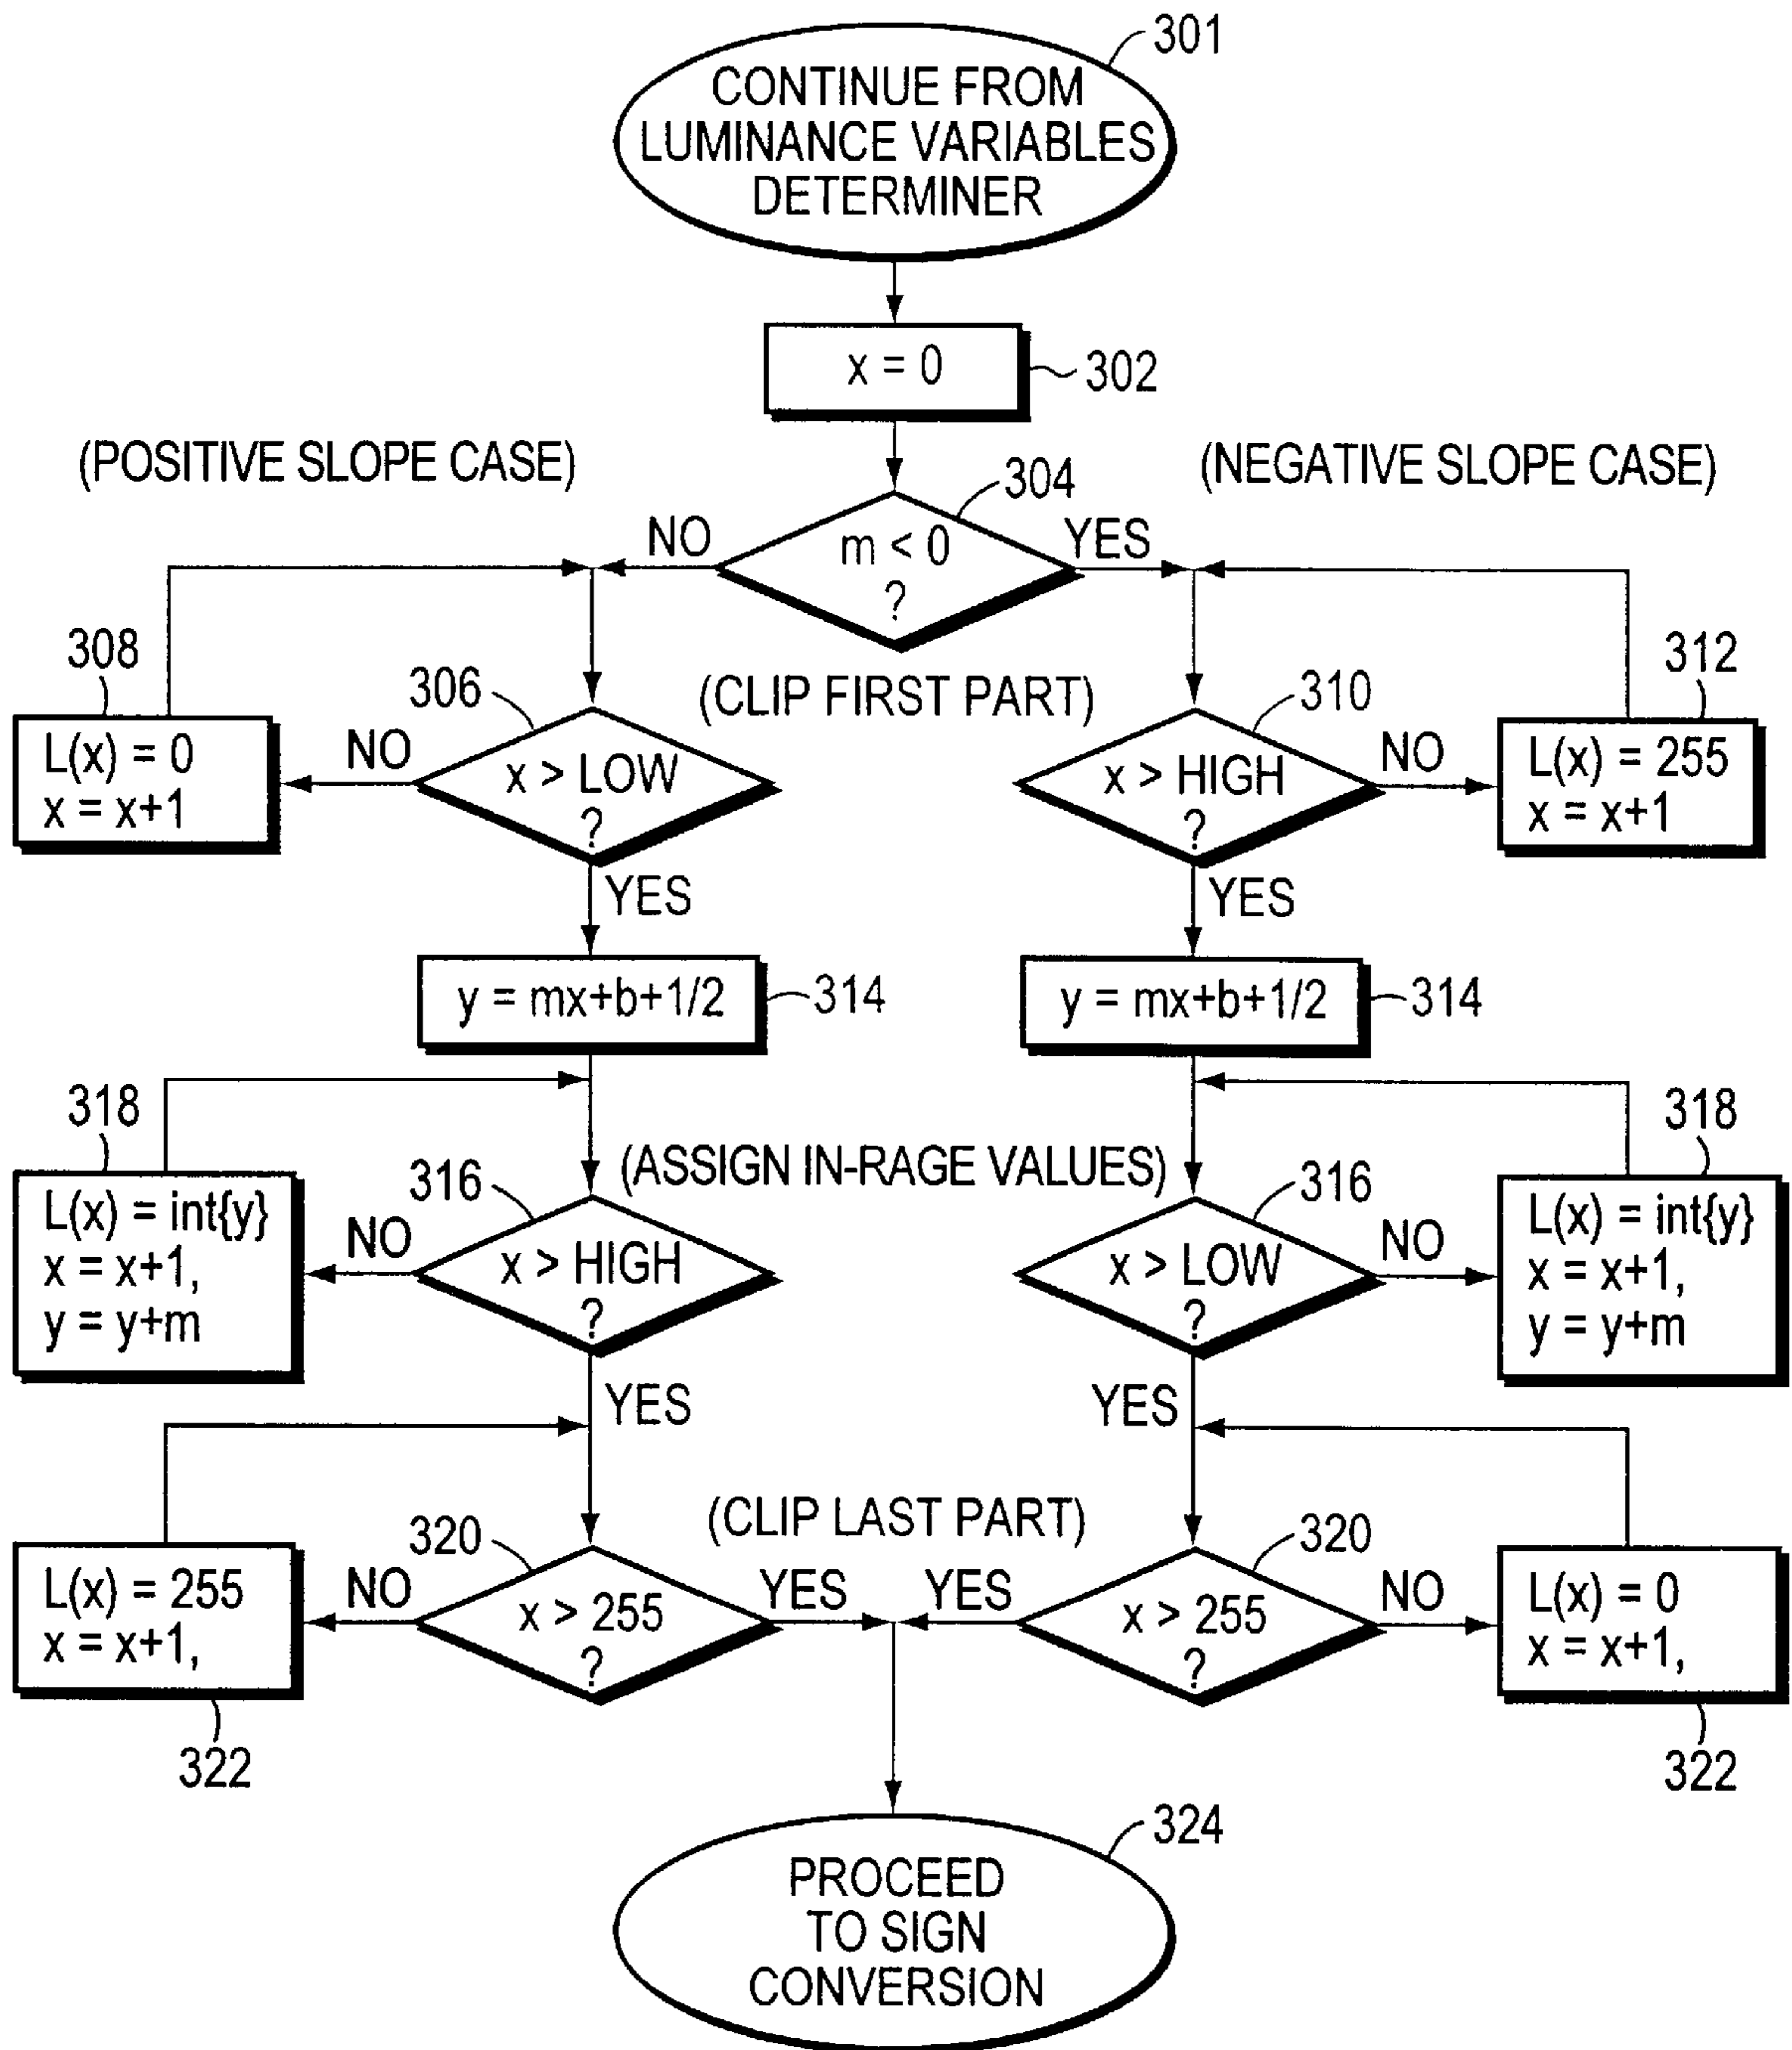 301
CONTINUE FROM
LUMINANCE VARIABLES
DETERMINER
x = 0
302
(POSITIVE SLOPE CASE)
(NEGATIVE SLOPE CASE)
304
NO
m < 0
?
YES
308
306
(CLIP FIRST PART)
310
312
L(x) = 0
x = x+1
NO
x > LOW
?
x > HIGH
?
NO
L(x) = 255
x = x+1
YES
YES
y = mx+b+1/2
314
y = mx+b+1/2
314
318
316
(ASSIGN IN-RAGE VALUES)
316
318
L(x) = int{y}
x = x+1,
y = y+m
NO
x > HIGH
?
x > LOW
?
NO
L(x) = int{y}
x = x+1,
y = y+m
YES
YES
320
(CLIP LAST PART)
320
L(x) = 255
x = x+1,
NO
x > 255
?
YES
YES
x > 255
?
NO
L(x) = 0
x = x+1,
322
322
324
PROCEED
TO SIGN
CONVERSION